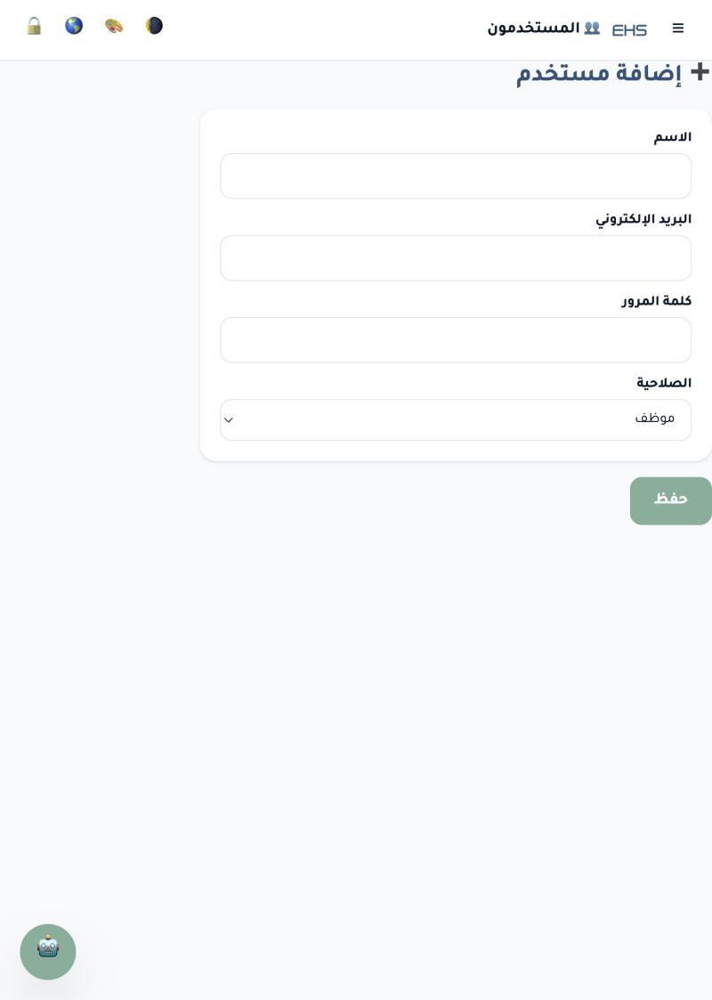 ☰ EHS 👥 المستخدمون
➕ إضافة مستخدم
الاسم
البريد الإلكتروني
كلمة المرور
الصلاحية
موظف
حفظ